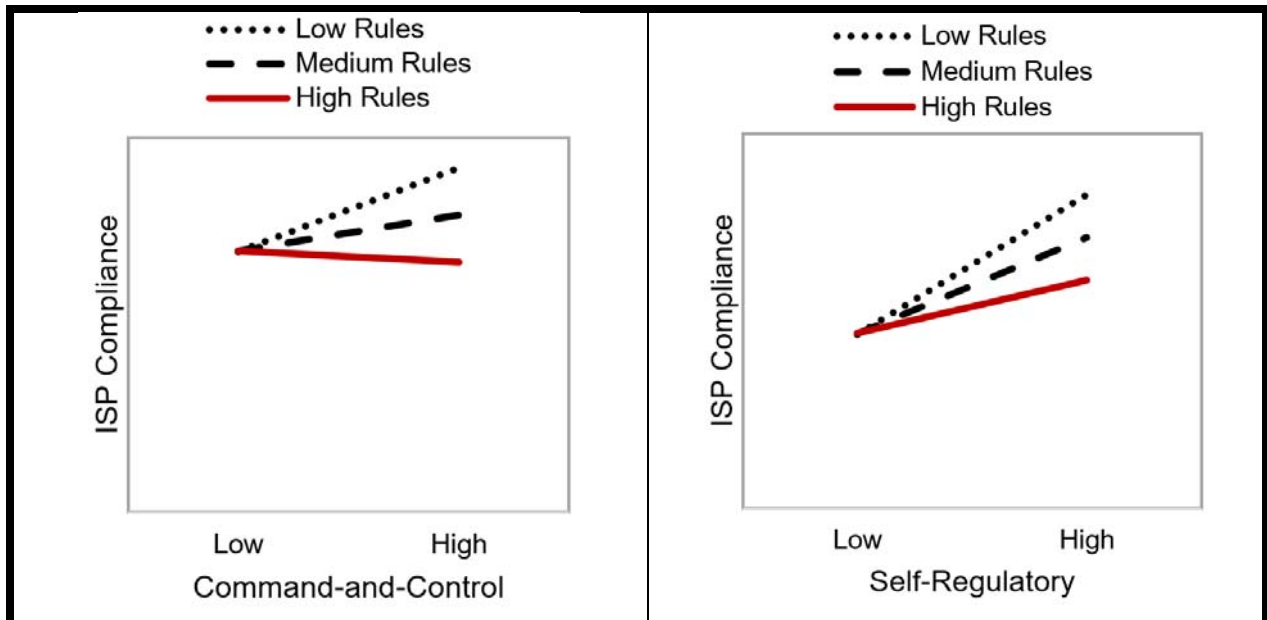 Low Rules
Medium Rules
High Rules
ISP Compliance
Low
High
Command-and-Control
Low Rules
Medium Rules
High Rules
ISP Compliance
Low
High
Self-Regulatory